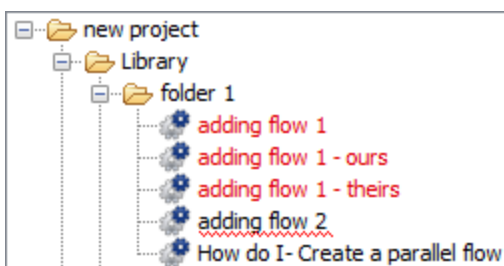 new project
Library
folder 1
adding flow 1
adding flow 1 - ours
adding flow 1 - theirs
adding flow 2
How do I- Create a parallel flow